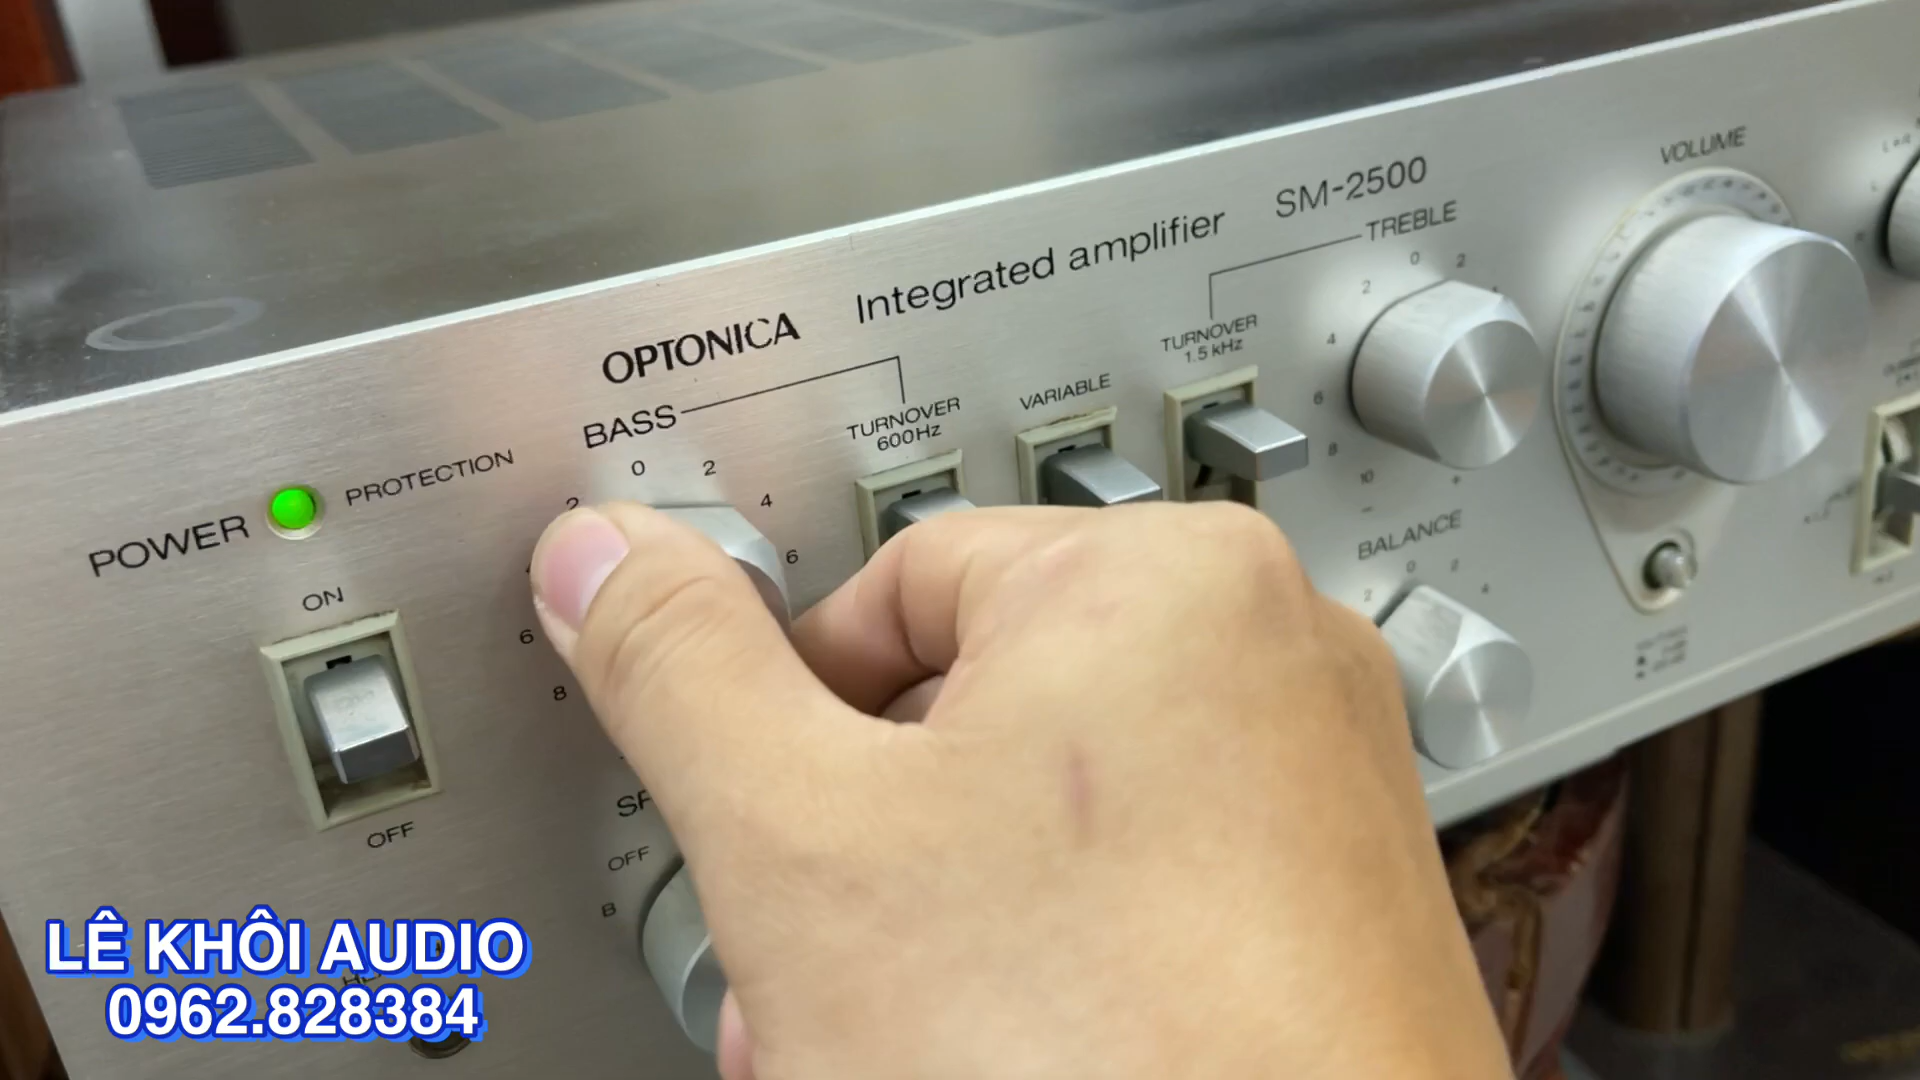 VOLUME
SM-2500
Integrated amplifier
OPTONICA
TREBLE
2 0 2
4
6
8
10
+
−
TURNOVER
1.5 kHz
VARIABLE
TURNOVER
600Hz
BASS
0 2
2 4
6
6
8
POWER
PROTECTION
ON
OFF
BALANCE
2 0 2 4
OFF
B
LÊ KHÔI AUDIO
0962.828384